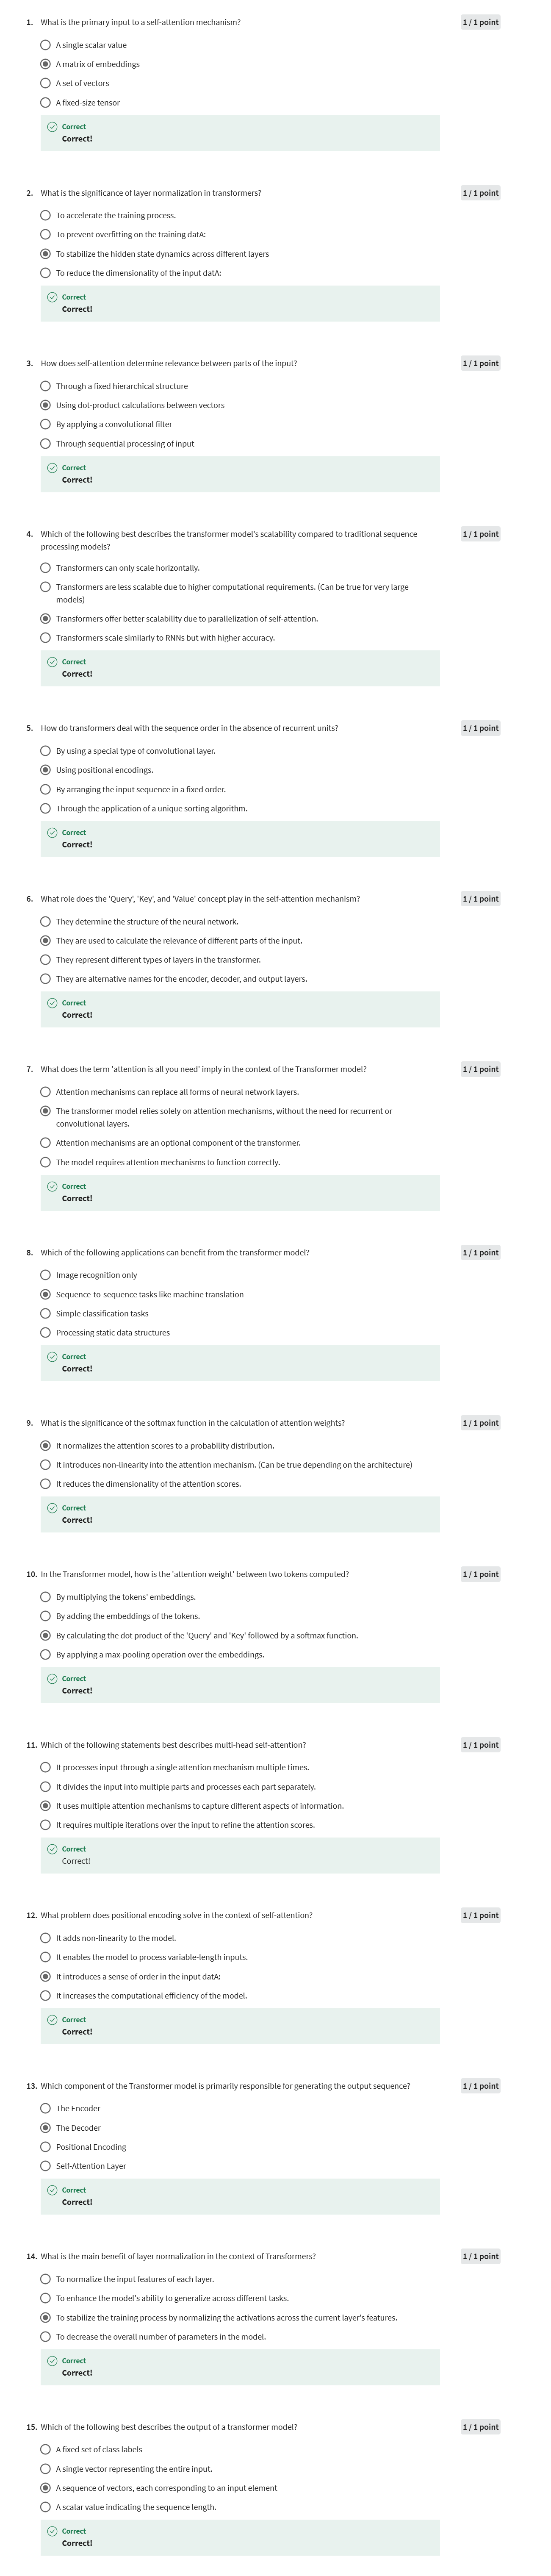 1. What is the primary input to a self-attention mechanism? 1 / 1 point
A single scalar value
A matrix of embeddings
A set of vectors
A fixed-size tensor
Correct
Correct!
2. What is the significance of layer normalization in transformers? 1 / 1 point
To accelerate the training process.
To prevent overfitting on the training datA:
To stabilize the hidden state dynamics across different layers
To reduce the dimensionality of the input datA:
Correct
Correct!
3. How does self-attention determine relevance between parts of the input? 1 / 1 point
Through a fixed hierarchical structure
Using dot-product calculations between vectors
By applying a convolutional filter
Through sequential processing of input
Correct
Correct!
4. Which of the following best describes the transformer model's scalability compared to traditional sequence 1 / 1 point
processing models?
Transformers can only scale horizontally.
Transformers are less scalable due to higher computational requirements. (Can be true for very large
models)
Transformers offer better scalability due to parallelization of self-attention.
Transformers scale similarly to RNNs but with higher accuracy.
Correct
Correct!
5. How do transformers deal with the sequence order in the absence of recurrent units? 1 / 1 point
By using a special type of convolutional layer.
Using positional encodings.
By arranging the input sequence in a fixed order.
Through the application of a unique sorting algorithm.
Correct
Correct!
6. What role does the 'Query', 'Key', and 'Value' concept play in the self-attention mechanism? 1 / 1 point
They determine the structure of the neural network.
They are used to calculate the relevance of different parts of the input.
They represent different types of layers in the transformer.
They are alternative names for the encoder, decoder, and output layers.
Correct
Correct!
7. What does the term 'attention is all you need' imply in the context of the Transformer model? 1 / 1 point
Attention mechanisms can replace all forms of neural network layers.
The transformer model relies solely on attention mechanisms, without the need for recurrent or
convolutional layers.
Attention mechanisms are an optional component of the transformer.
The model requires attention mechanisms to function correctly.
Correct
Correct!
8. Which of the following applications can benefit from the transformer model? 1 / 1 point
Image recognition only
Sequence-to-sequence tasks like machine translation
Simple classification tasks
Processing static data structures
Correct
Correct!
9. What is the significance of the softmax function in the calculation of attention weights? 1 / 1 point
It normalizes the attention scores to a probability distribution.
It introduces non-linearity into the attention mechanism. (Can be true depending on the architecture)
It reduces the dimensionality of the attention scores.
Correct
Correct!
10. In the Transformer model, how is the 'attention weight' between two tokens computed? 1 / 1 point
By multiplying the tokens' embeddings.
By adding the embeddings of the tokens.
By calculating the dot product of the 'Query' and 'Key' followed by a softmax function.
By applying a max-pooling operation over the embeddings.
Correct
Correct!
11. Which of the following statements best describes multi-head self-attention? 1 / 1 point
It processes input through a single attention mechanism multiple times.
It divides the input into multiple parts and processes each part separately.
It uses multiple attention mechanisms to capture different aspects of information.
It requires multiple iterations over the input to refine the attention scores.
Correct
Correct!
12. What problem does positional encoding solve in the context of self-attention? 1 / 1 point
It adds non-linearity to the model.
It enables the model to process variable-length inputs.
It introduces a sense of order in the input datA:
It increases the computational efficiency of the model.
Correct
Correct!
13. Which component of the Transformer model is primarily responsible for generating the output sequence? 1 / 1 point
The Encoder
The Decoder
Positional Encoding
Self-Attention Layer
Correct
Correct!
14. What is the main benefit of layer normalization in the context of Transformers? 1 / 1 point
To normalize the input features of each layer.
To enhance the model's ability to generalize across different tasks.
To stabilize the training process by normalizing the activations across the current layer's features.
To decrease the overall number of parameters in the model.
Correct
Correct!
15. Which of the following best describes the output of a transformer model? 1 / 1 point
A fixed set of class labels
A single vector representing the entire input.
A sequence of vectors, each corresponding to an input element
A scalar value indicating the sequence length.
Correct
Correct!